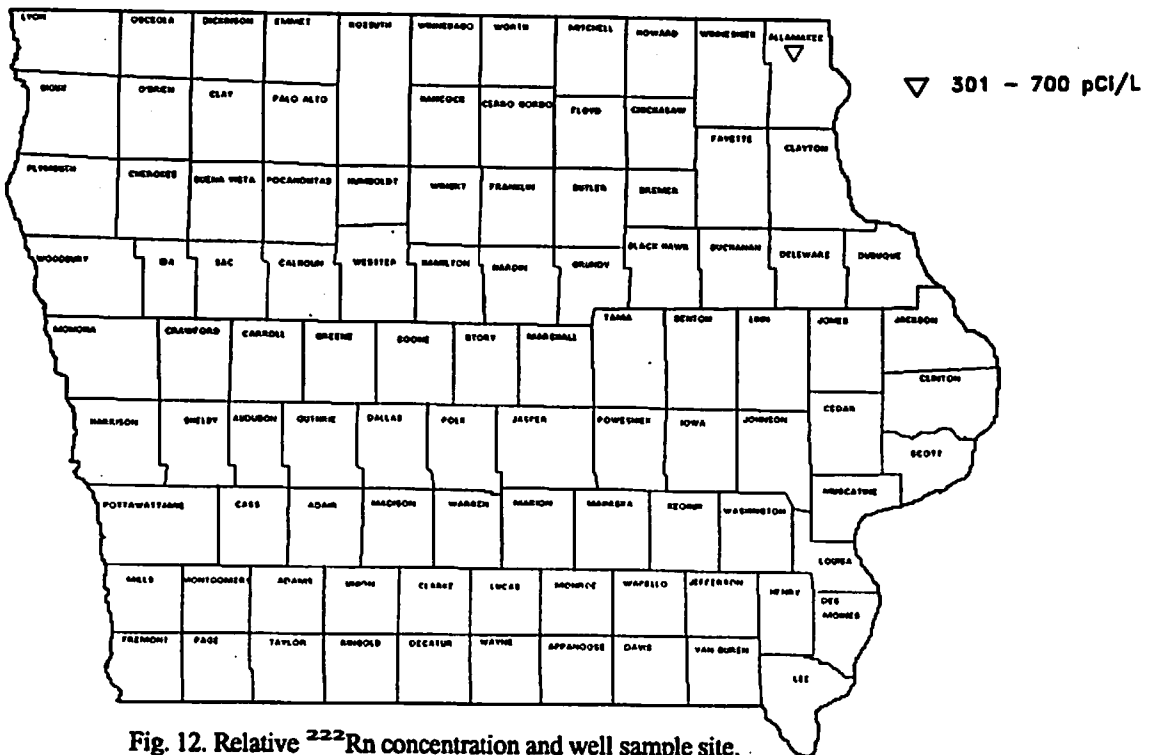 LYON OSCEOLA DICKINSON EMMET KOSSUTH WINNEBAGO WORTH MITCHELL HOWARD WINNESHIEK ALLAMAKEE
▽ 301 – 700 pCi/L
SIOUX O'BRIEN CLAY PALO ALTO HANCOCK CERRO GORDO FLOYD CHICKASAW
FAYETTE CLAYTON
PLYMOUTH CHEROKEE BUENA VISTA POCAHONTAS HUMBOLDT WRIGHT FRANKLIN BUTLER BREMER
WOODBURY IDA SAC CALHOUN WEBSTER HAMILTON HARDIN GRUNDY BLACK HAWK BUCHANAN DELEWARE DUBUQUE
MONONA CRAWFORD CARROLL GREENE BOONE STORY MARSHALL TAMA BENTON LINN JONES JACKSON
CLINTON
HARRISON SHELBY AUDUBON GUTHRIE DALLAS POLK JASPER POWESHIEK IOWA JOHNSON CEDAR
SCOTT
MUSCATINE
POTTAWATTAMIE CASS ADAIR MADISON WARREN MARION MAHASKA KEOKUK WASHINGTON
LOUISA
MILLS MONTGOMERY ADAMS UNION CLARKE LUCAS MONROE WAPELLO JEFFERSON HENRY
DES
MOINES
FREMONT PAGE TAYLOR RINGGOLD DECATUR WAYNE APPANOOSE DAVIS VAN BUREN
LEE
Fig. 12. Relative ²²²Rn concentration and well sample site.